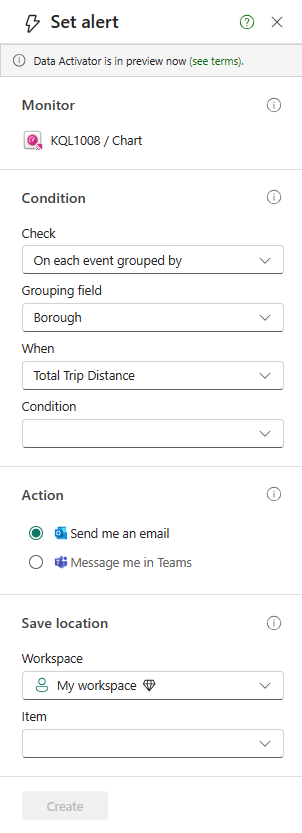 Set alert
Data Activator is in preview now (see terms).
Monitor
KQL1008 / Chart
Condition
Check
On each event grouped by
Grouping field
Borough
When
Total Trip Distance
Condition
Action
Send me an email
Message me in Teams
Save location
Workspace
My workspace
Item
Create